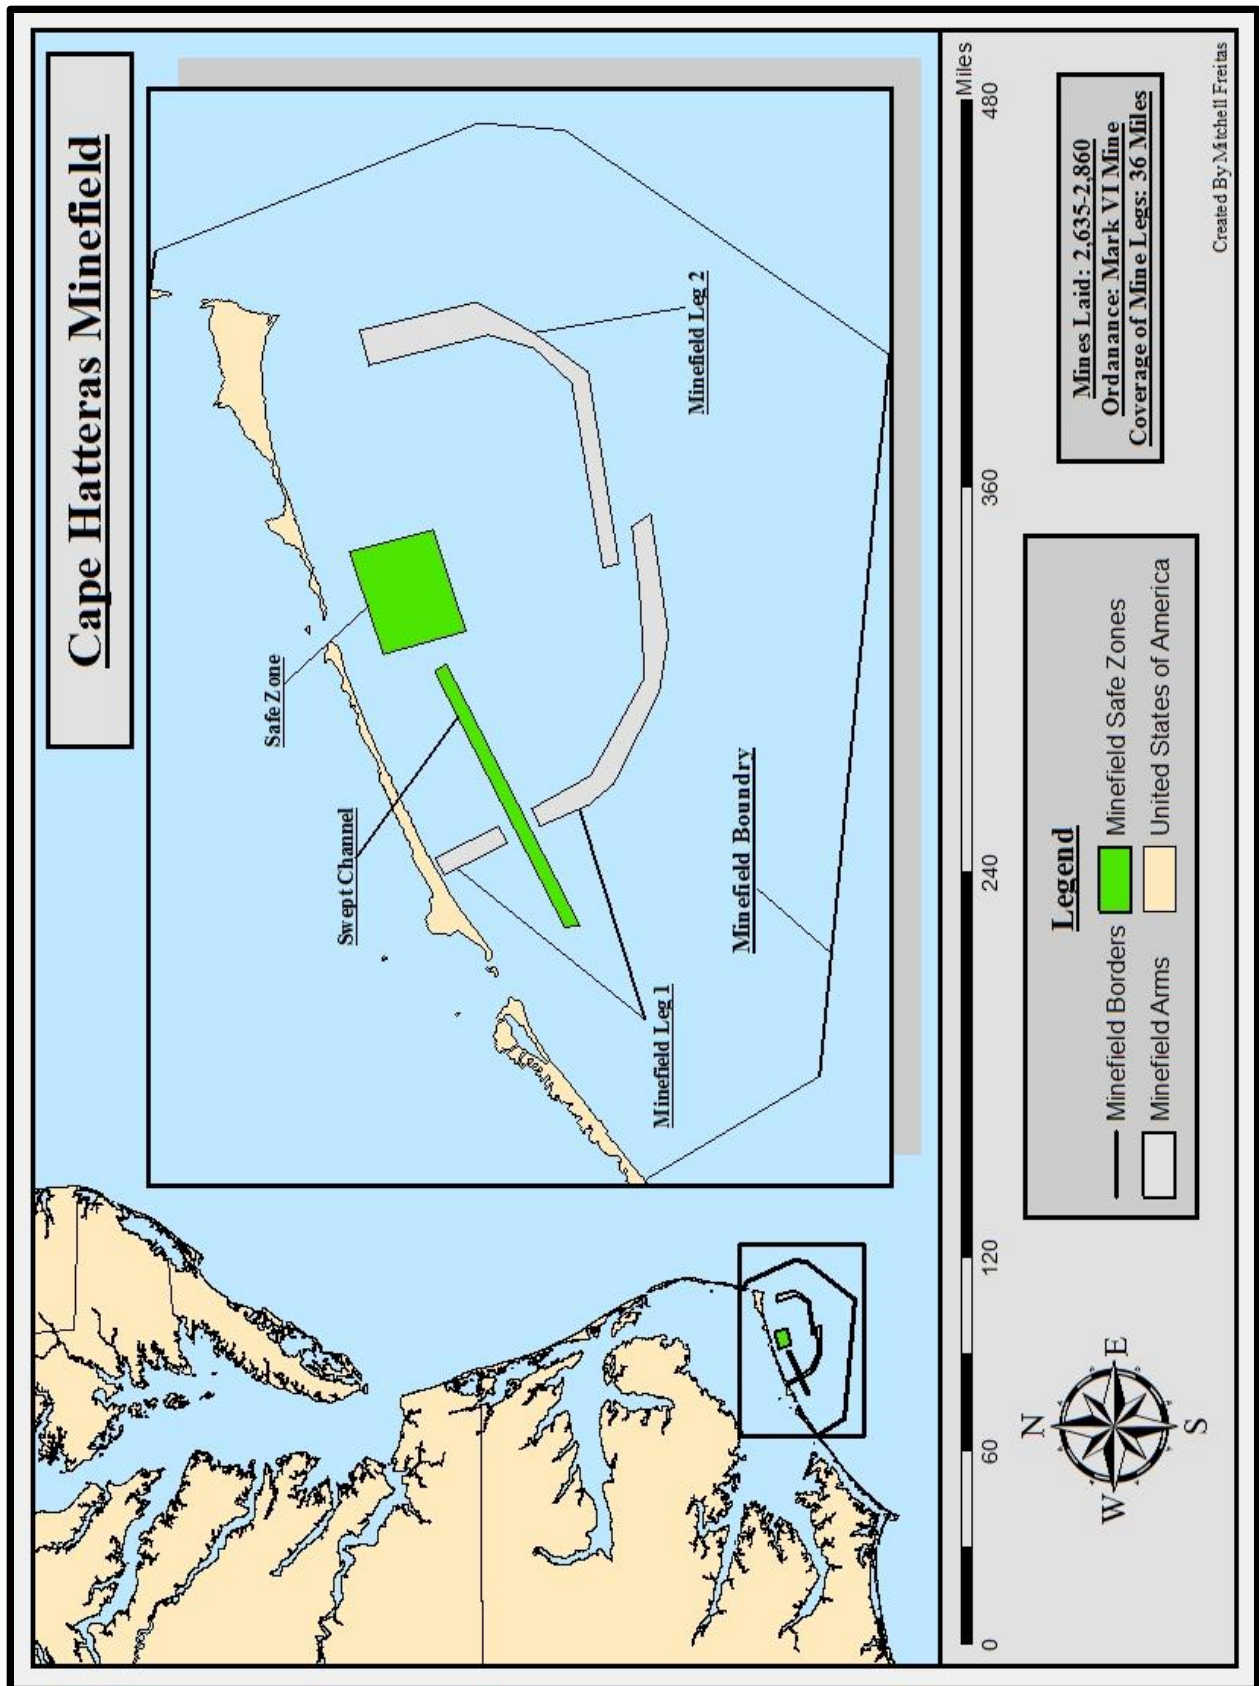 Cape Hatteras Minefield
Safe Zone
Swept Channel
Minefield Leg 2
Minefield Leg 1
Minefield Boundry
0 60 120 240 360 480
Miles
N
W E
S
Legend
Minefield Borders
Minefield Safe Zones
Minefield Arms
United States of America
Mines Laid: 2,635-2,860
Ordanance: Mark VI Mine
Coverage of Mine Legs: 36 Miles
Created By Mitchell Freitas